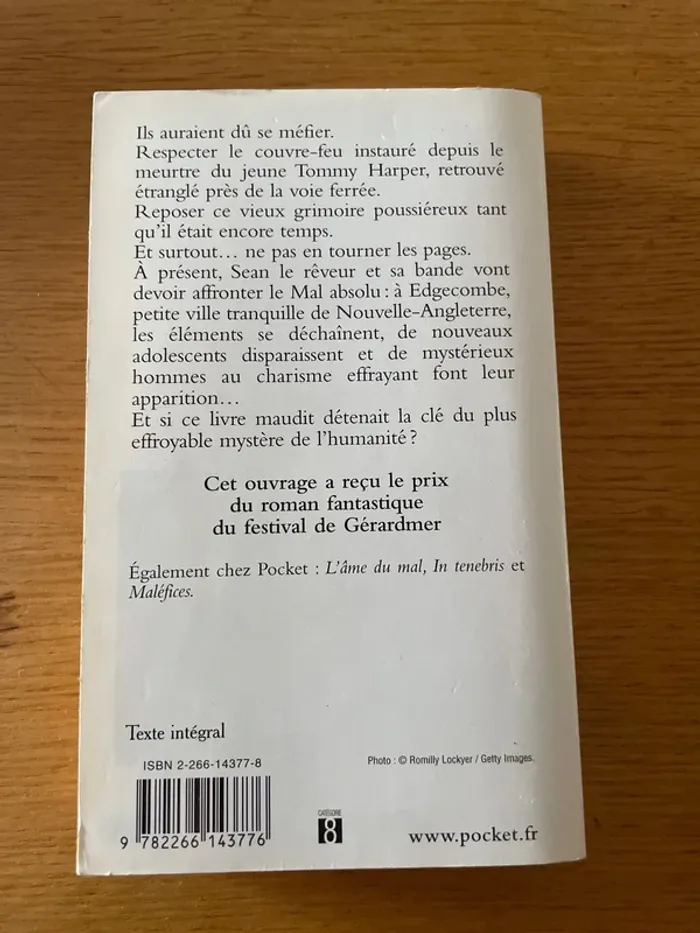 Ils auraient dû se méfier.
Respecter le couvre-feu instauré depuis le
meurtre du jeune Tommy Harper, retrouvé
étranglé près de la voie ferrée.
Reposer ce vieux grimoire poussiéreux tant
qu'il était encore temps.
Et surtout… ne pas en tourner les pages.
À présent, Sean le rêveur et sa bande vont
devoir affronter le Mal absolu : à Edgecombe,
petite ville tranquille de Nouvelle-Angleterre,
les éléments se déchaînent, de nouveaux
adolescents disparaissent et de mystérieux
hommes au charisme effrayant font leur
apparition…
Et si ce livre maudit détenait la clé du plus
effroyable mystère de l'humanité ?
Cet ouvrage a reçu le prix
du roman fantastique
du festival de Gérardmer
Également chez Pocket : L'âme du mal, In tenebris et
Maléfices.
Texte intégral
ISBN 2-266-14377-8
Photo : © Romilly Lockyer / Getty Images.
9 782266 143776
CATÉGORIE
8
www.pocket.fr